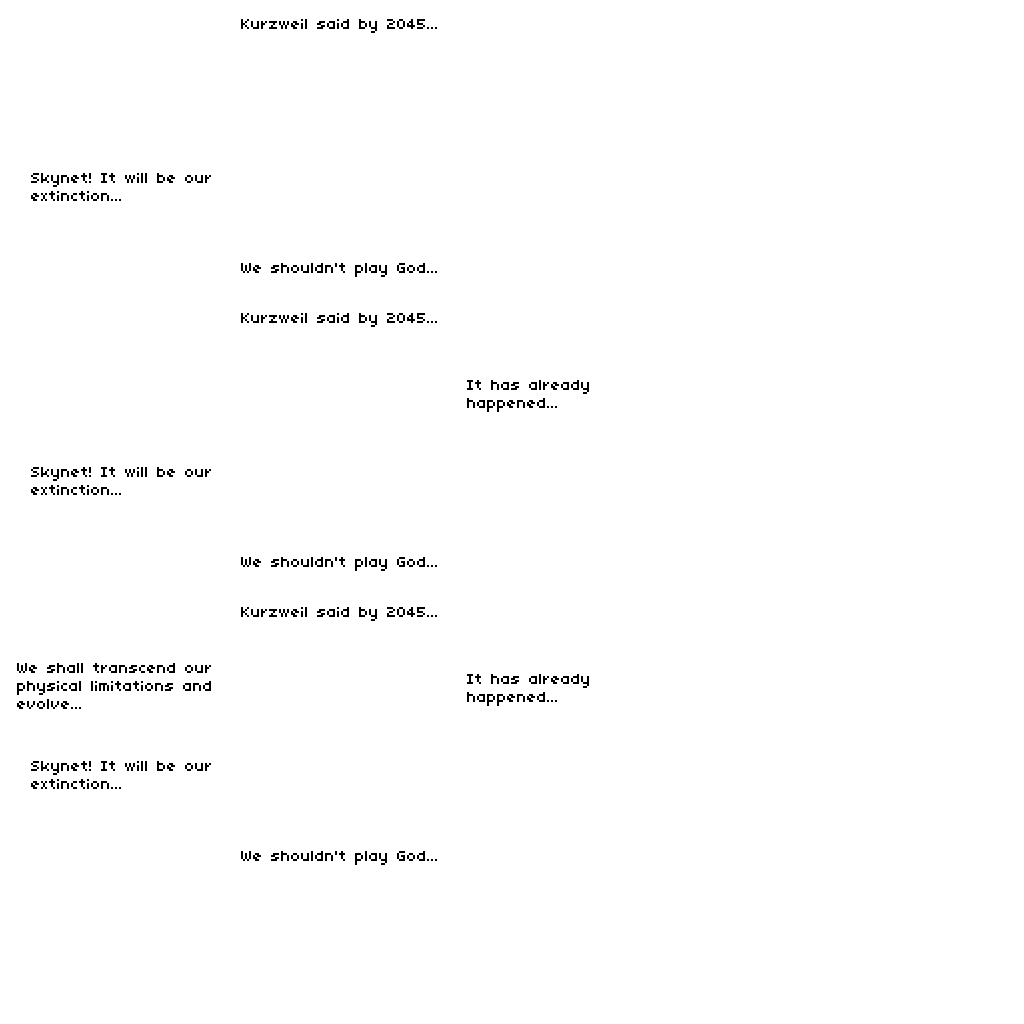 Kurzweil said by 2045...
Skynet! It will be our
extinction...
We shouldn't play God...
Kurzweil said by 2045...
It has already
happened...
Skynet! It will be our
extinction...
We shouldn't play God...
Kurzweil said by 2045...
We shall transcend our
physical limitations and
evolve...
It has already
happened...
Skynet! It will be our
extinction...
We shouldn't play God...